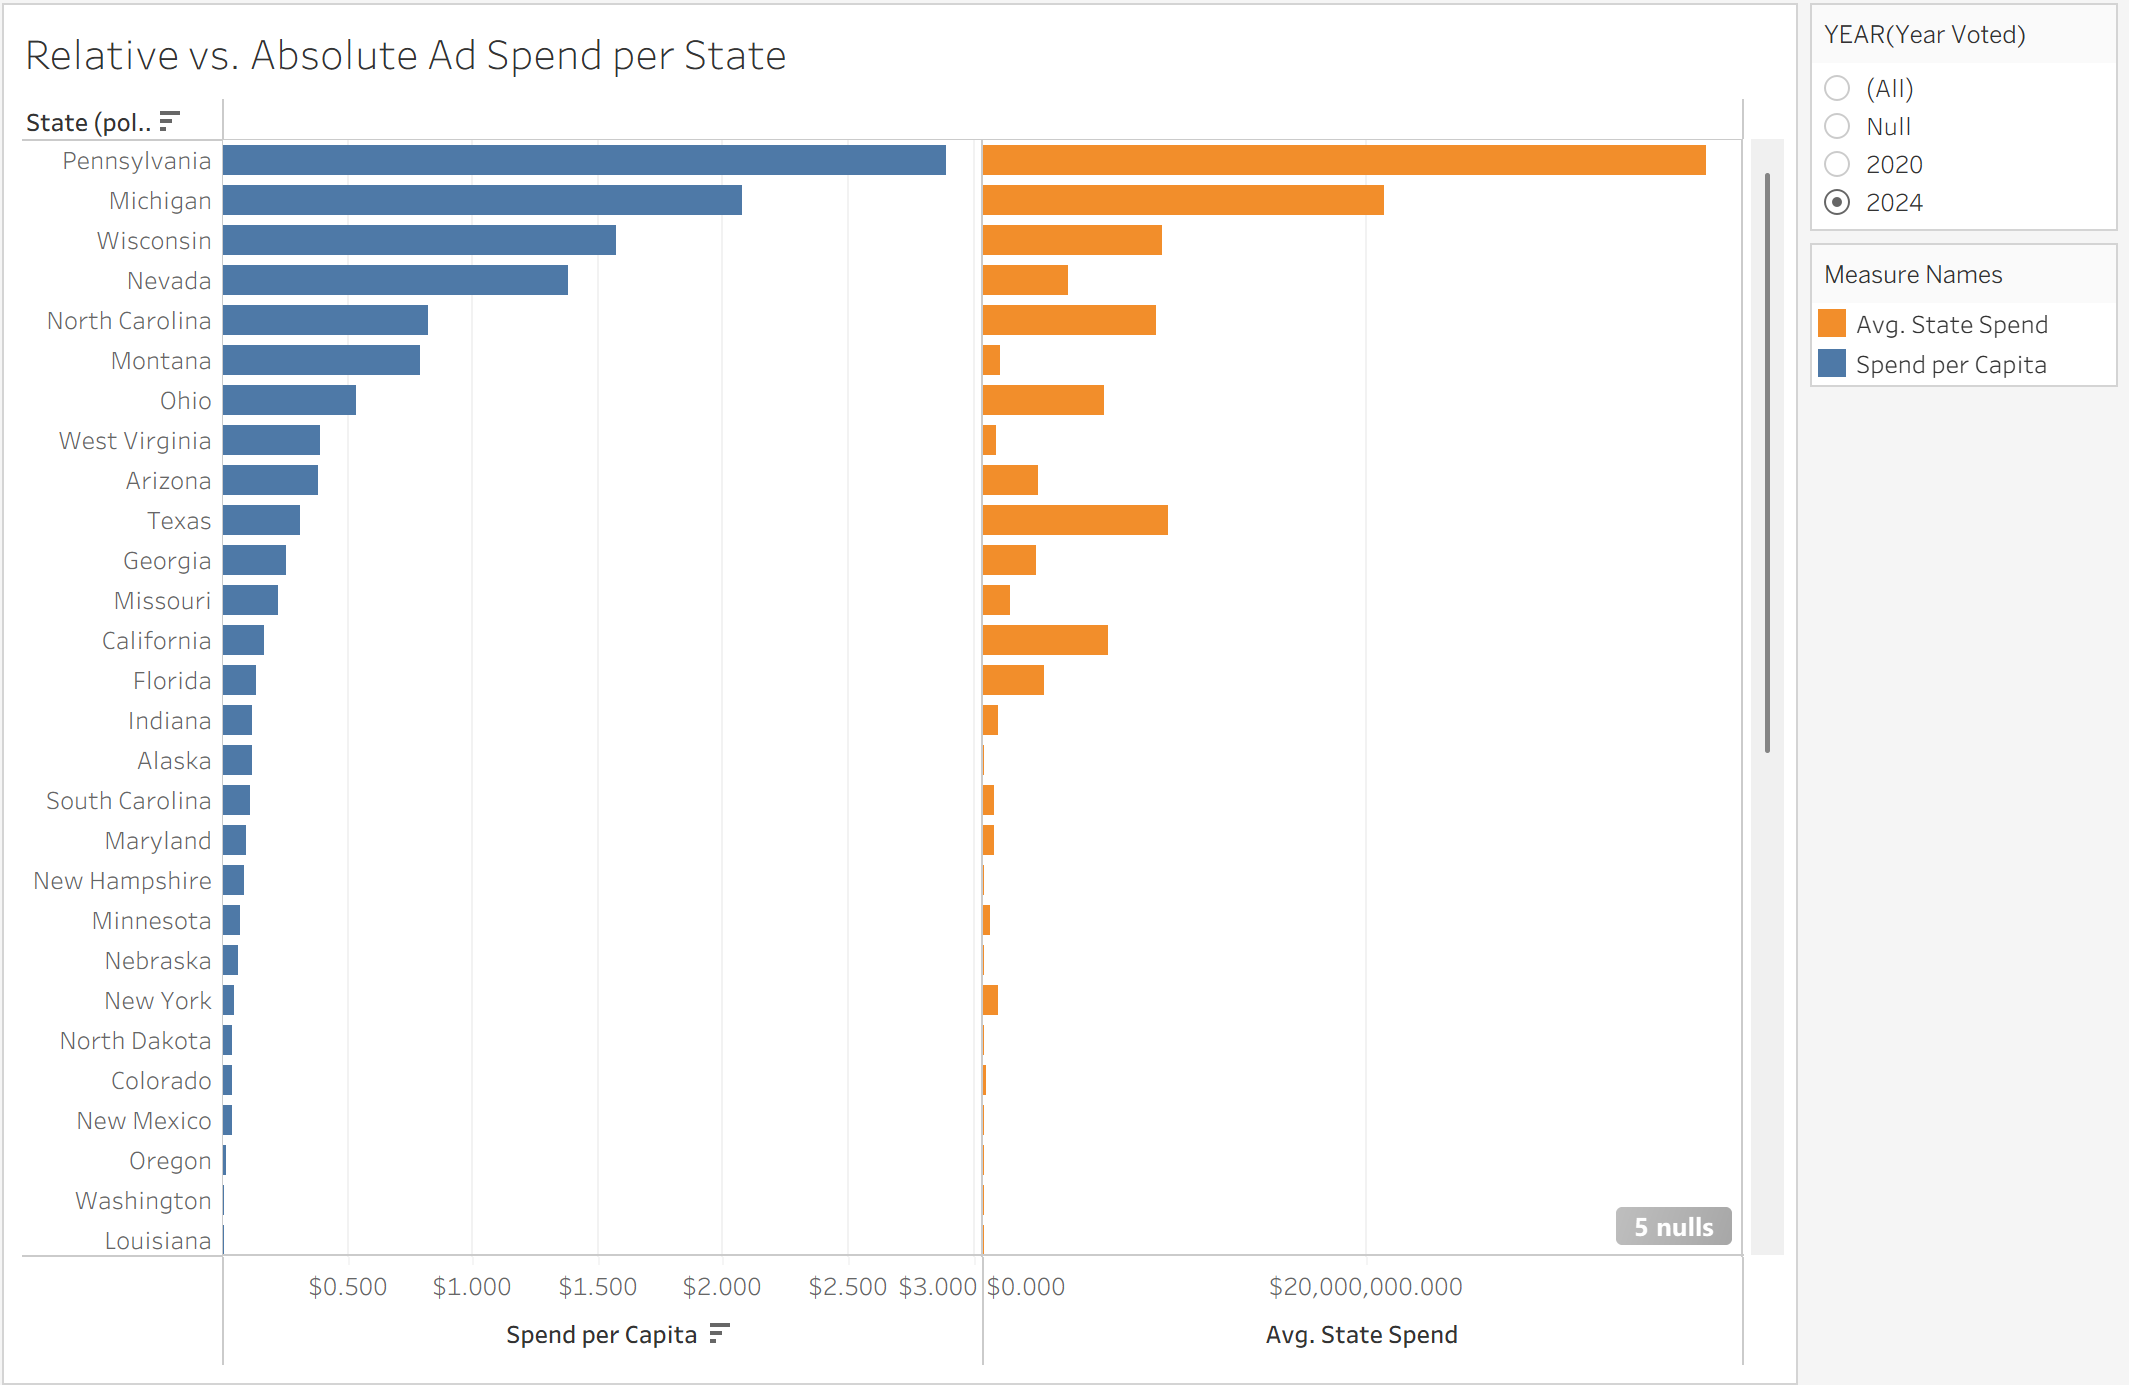 Relative vs. Absolute Ad Spend per State
State (pol..
Pennsylvania
Michigan
Wisconsin
Nevada
North Carolina
Montana
Ohio
West Virginia
Arizona
Texas
Georgia
Missouri
California
Florida
Indiana
Alaska
South Carolina
Maryland
New Hampshire
Minnesota
Nebraska
New York
North Dakota
Colorado
New Mexico
Oregon
Washington
Louisiana
5 nulls
$0.500 $1.000 $1.500 $2.000 $2.500 $3.000 $0.000 $20,000,000.000
Spend per Capita
Avg. State Spend
YEAR(Year Voted)
(All)
Null
2020
2024
Measure Names
Avg. State Spend
Spend per Capita